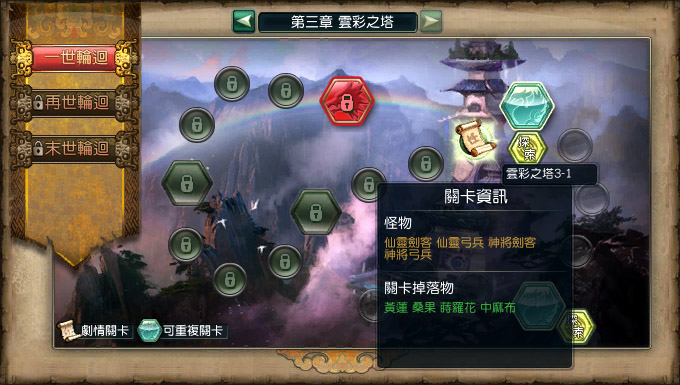 第三章 雲彩之塔
一世輪迴
再世輪迴
末世輪迴
探索
雲彩之塔3-1
關卡資訊
怪物
仙靈劍客 仙靈弓兵 神將劍客
神將弓兵
關卡掉落物
黃蓮 桑果 蒔羅花 中麻布
劇情關卡
可重複關卡